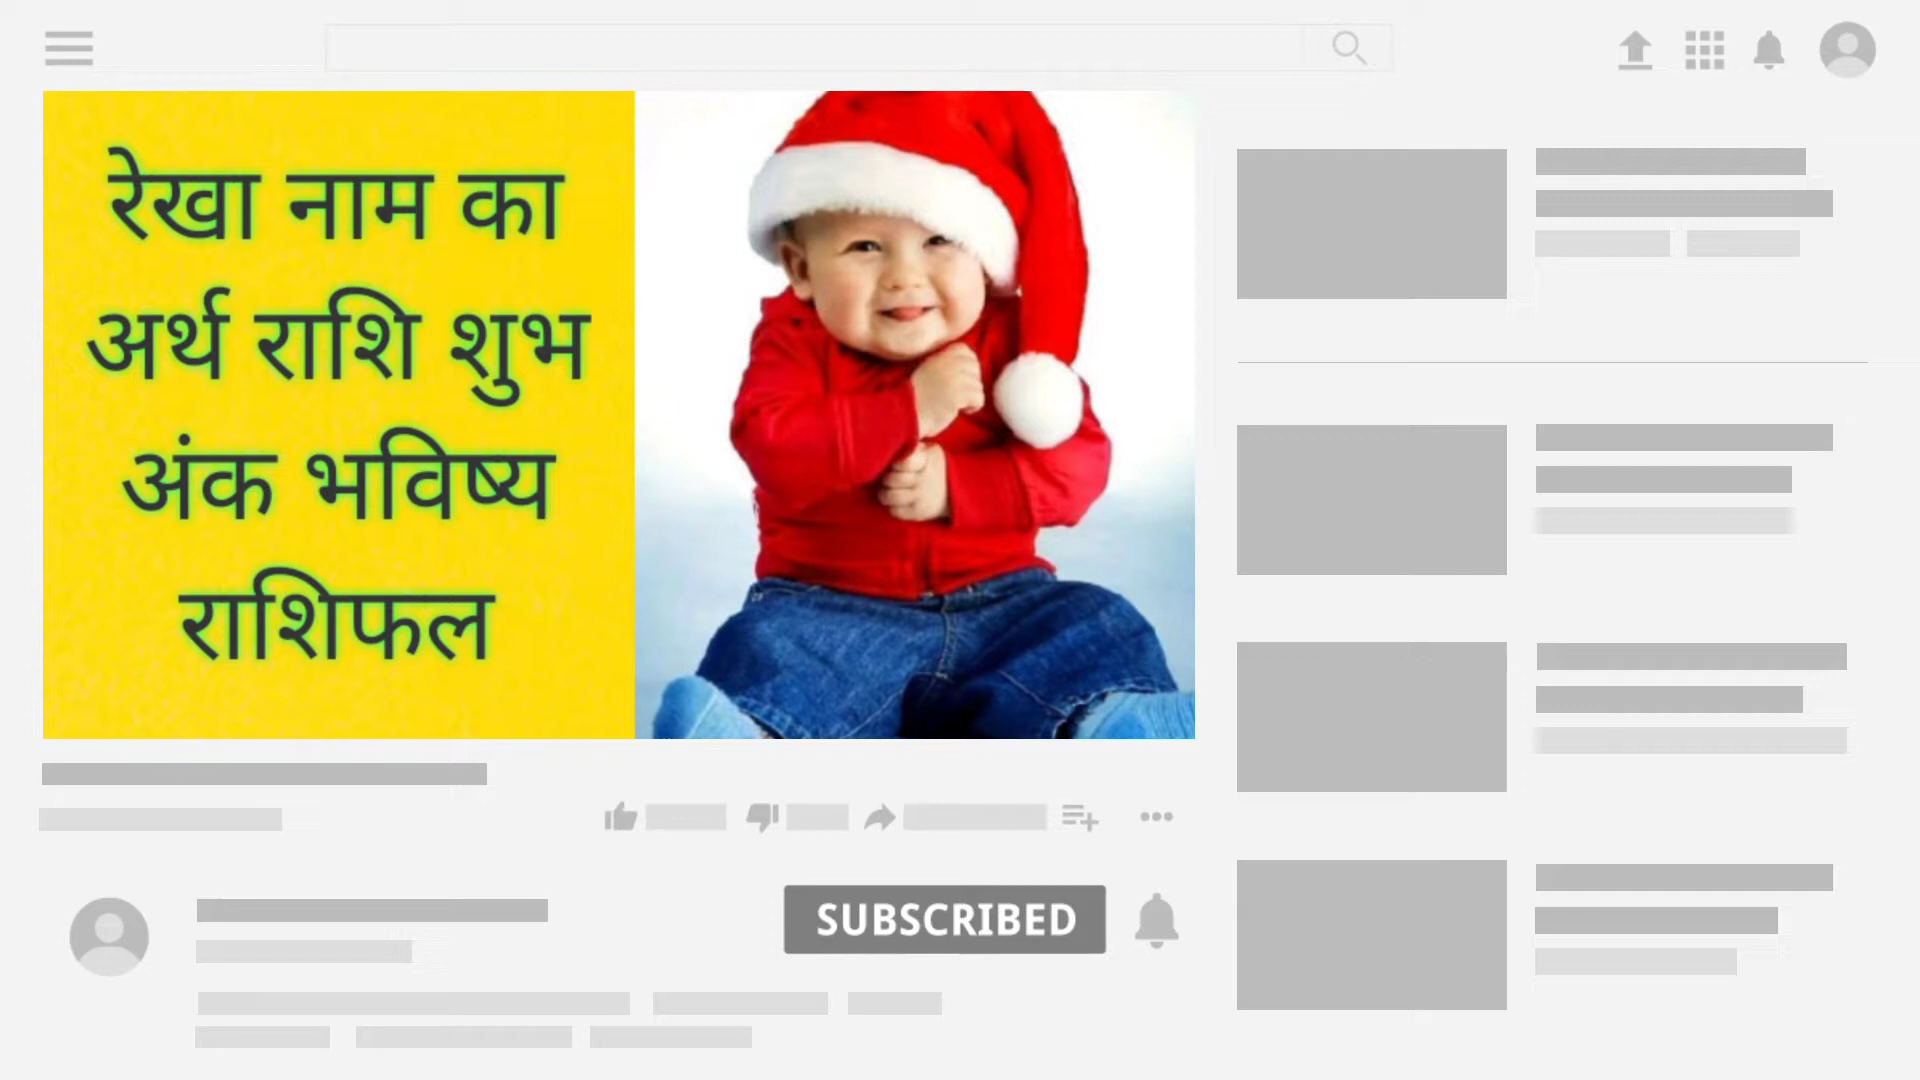 रेखा नाम का
अर्थ राशि शुभ
अंक भविष्य
राशिफल
SUBSCRIBED